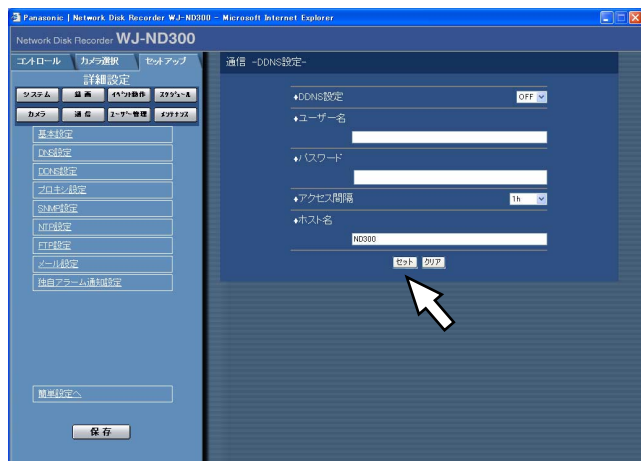 Panasonic | Network Disk Recorder WJ-ND300 - Microsoft Internet Explorer
Network Disk Recorder WJ-ND300
コントロール カメラ選択 セットアップ
詳細設定
システム 録画 イベント動作 スケジュール
カメラ 通信 ユーザー管理 メンテナンス
基本設定
DNS設定
DDNS設定
プロキシ設定
SNMP設定
NTP設定
FTP設定
メール設定
独自アラーム通知設定
簡単設定へ
保存
通信 -DDNS設定-
♦DDNS設定 OFF
♦ユーザー名
♦パスワード
♦アクセス間隔 1h
♦ホスト名
ND300
セット クリア